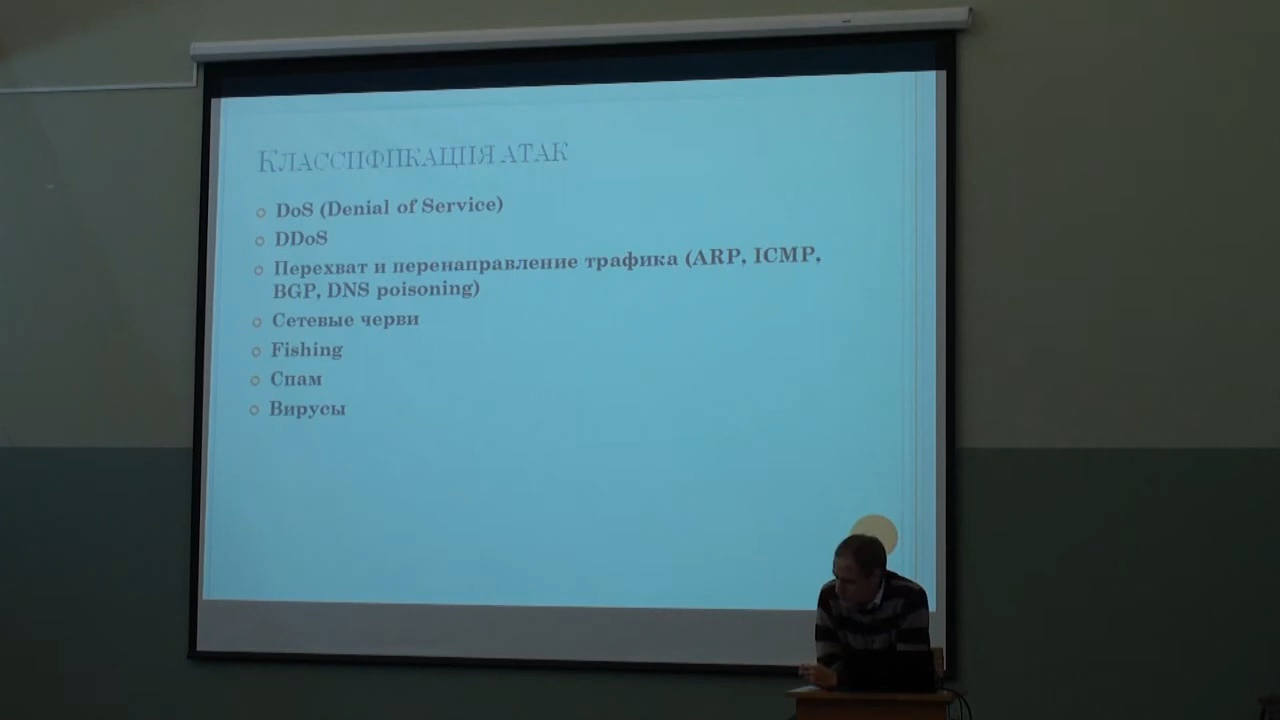 Классификация атак
DoS (Denial of Service)
DDoS
Перехват и перенаправление трафика (ARP, ICMP,
BGP, DNS poisoning)
Сетевые черви
Fishing
Спам
Вирусы